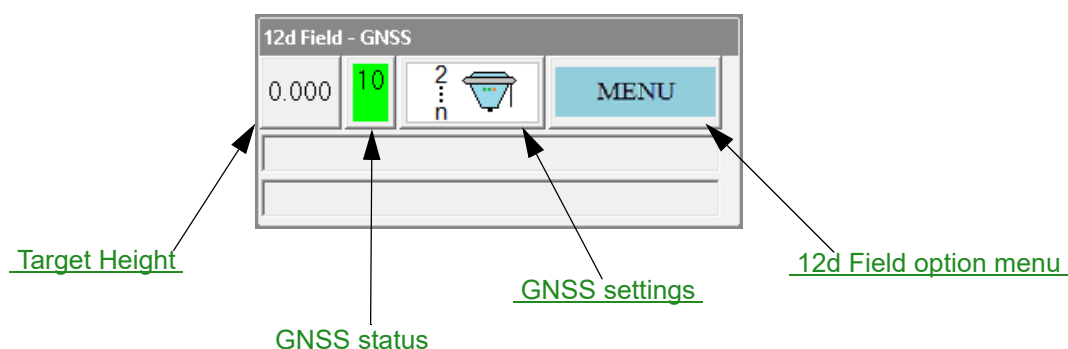 12d Field - GNSS
0.000
10
2
n
MENU
Target Height
12d Field option menu
GNSS settings
GNSS status